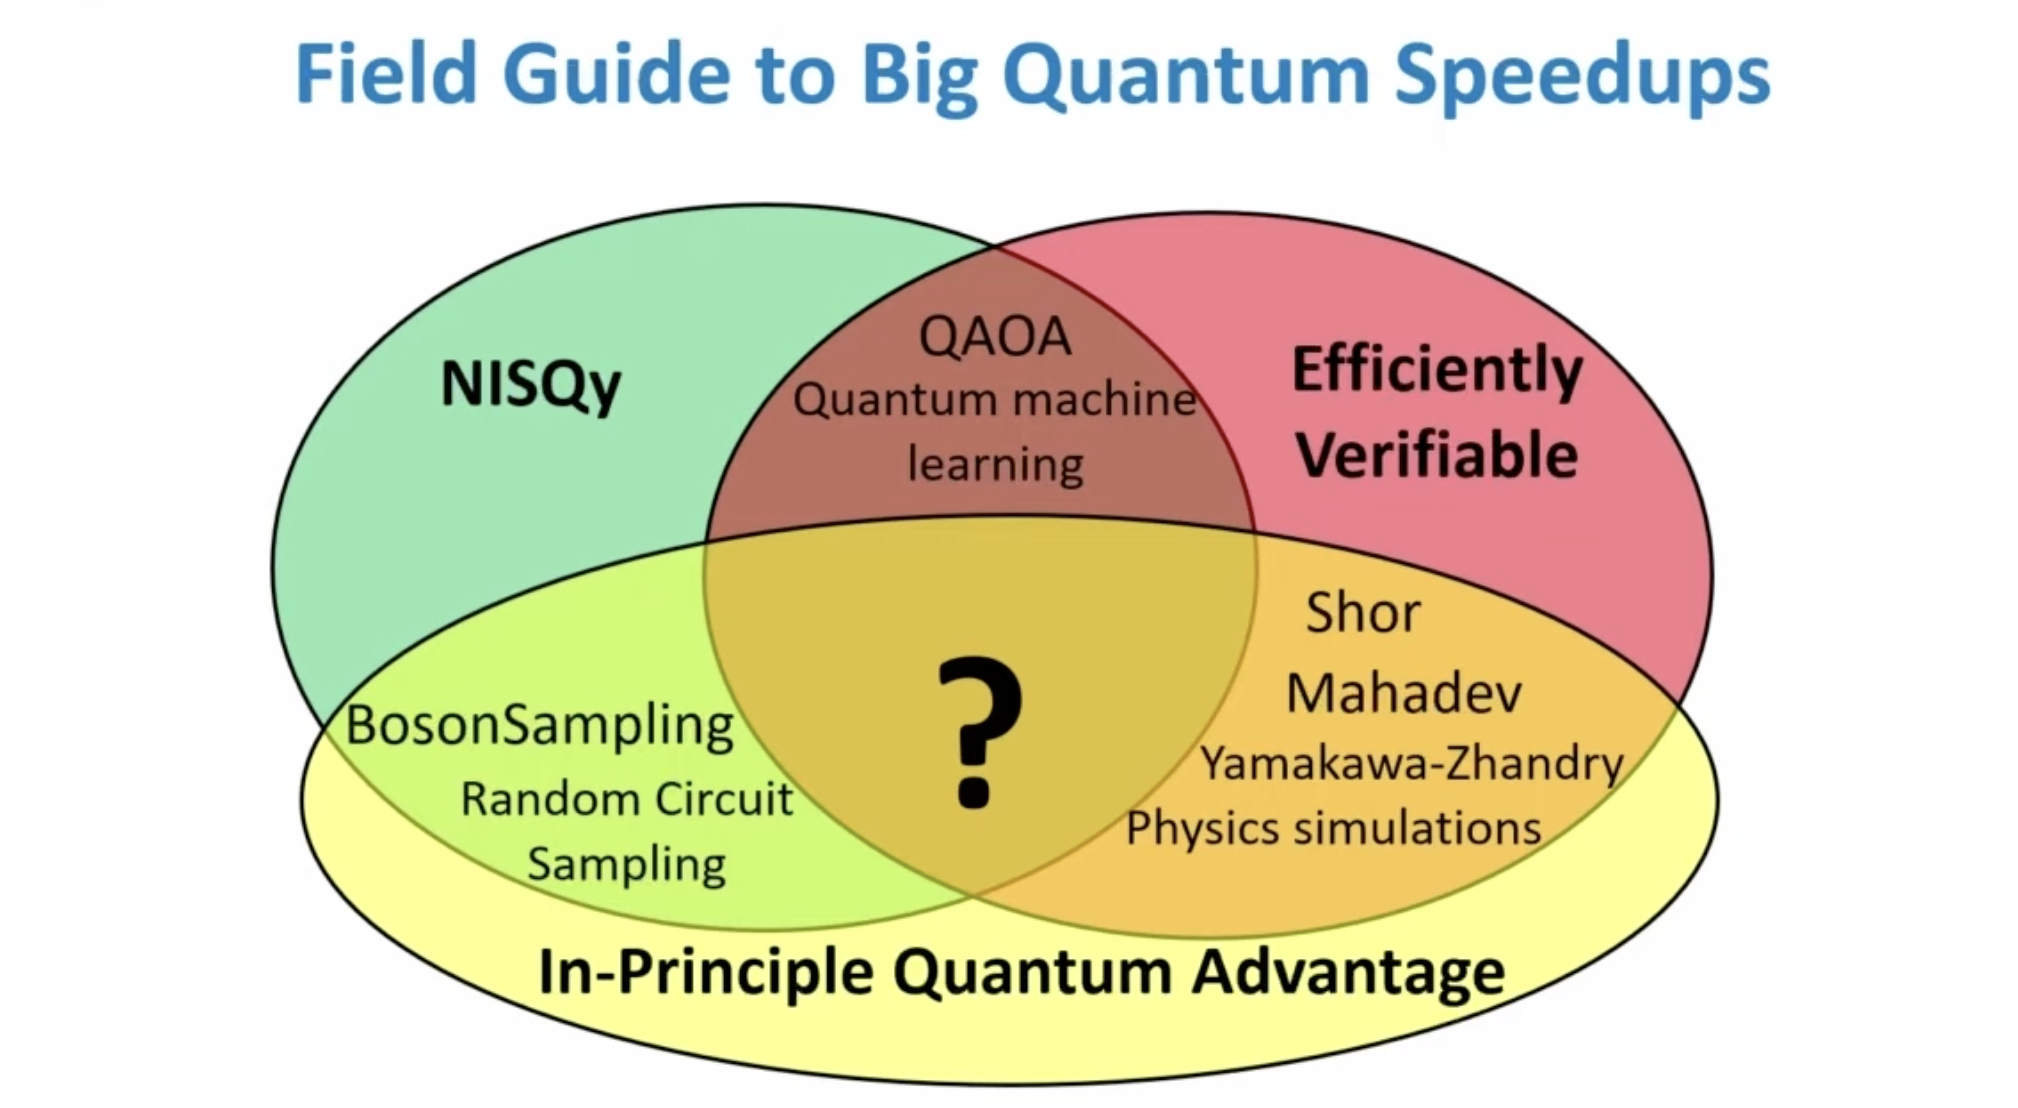 Field Guide to Big Quantum Speedups
NISQy
QAOA
Quantum machine
learning
Efficiently
Verifiable
BosonSampling
Random Circuit
Sampling
?
Shor
Mahadev
Yamakawa-Zhandry
Physics simulations
In-Principle Quantum Advantage